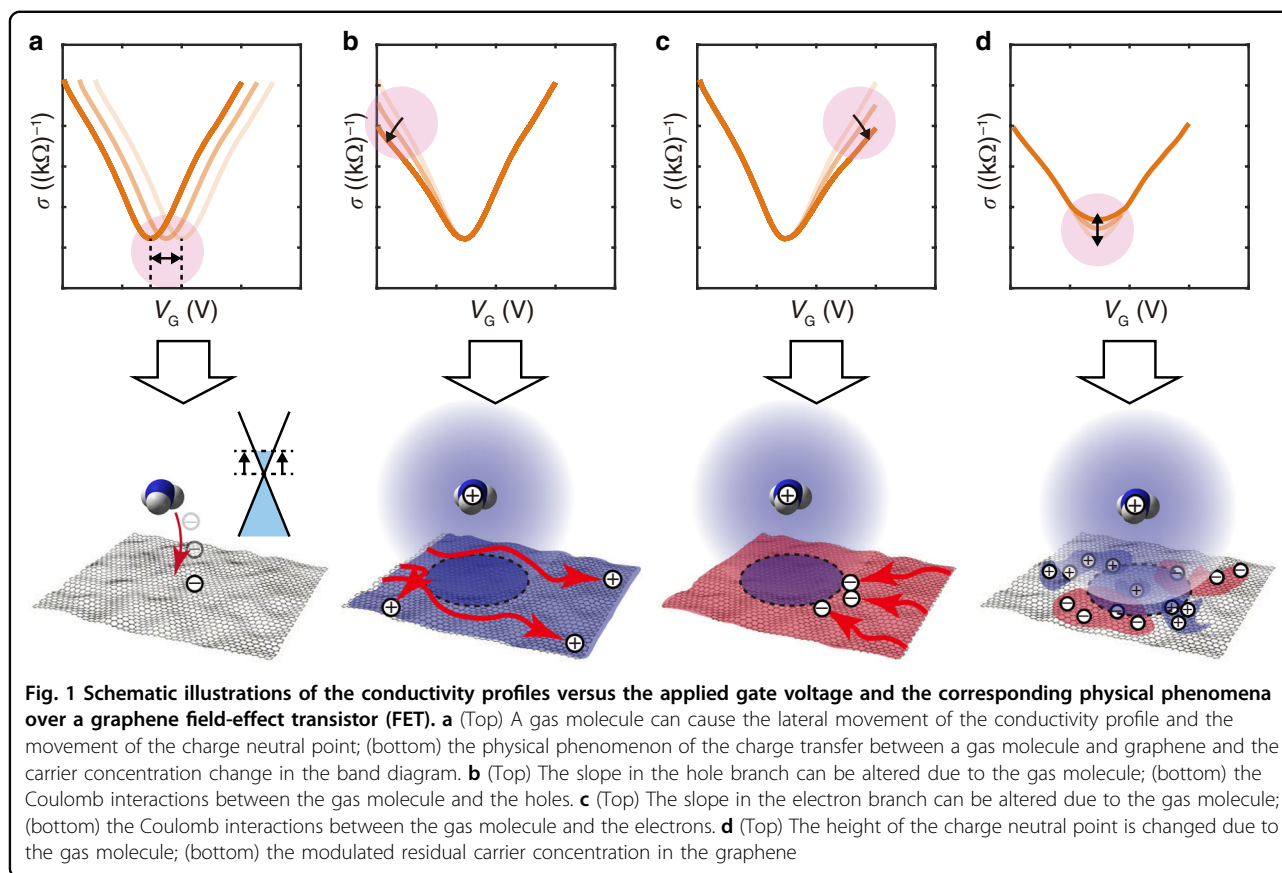 a
b
c
d
σ ((kΩ)⁻¹)
σ ((kΩ)⁻¹)
σ ((kΩ)⁻¹)
σ ((kΩ)⁻¹)
V_G (V)
V_G (V)
V_G (V)
V_G (V)
Fig. 1 Schematic illustrations of the conductivity profiles versus the applied gate voltage and the corresponding physical phenomena
over a graphene field-effect transistor (FET). a (Top) A gas molecule can cause the lateral movement of the conductivity profile and the
movement of the charge neutral point; (bottom) the physical phenomenon of the charge transfer between a gas molecule and graphene and the
carrier concentration change in the band diagram. b (Top) The slope in the hole branch can be altered due to the gas molecule; (bottom) the
Coulomb interactions between the gas molecule and the holes. c (Top) The slope in the electron branch can be altered due to the gas molecule;
(bottom) the Coulomb interactions between the gas molecule and the electrons. d (Top) The height of the charge neutral point is changed due to
the gas molecule; (bottom) the modulated residual carrier concentration in the graphene